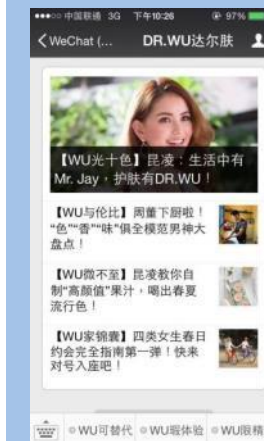 中国联通 3G 下午10:26 97%
WeChat (... DR.WU达尔肤
【WU光十色】昆凌：生活中有
Mr. Jay，护肤有DR.WU！
【WU与伦比】周董下厨啦！
“色”“香”“味”俱全模范男神大
盘点！
【WU微不至】昆凌教你自
制“高颜值”果汁，喝出春夏
流行色！
【WU家锦囊】四类女生春日
约会完全指南第一弹！快来
对号入座吧！
WU可替代 WU瑕体验 WU限精